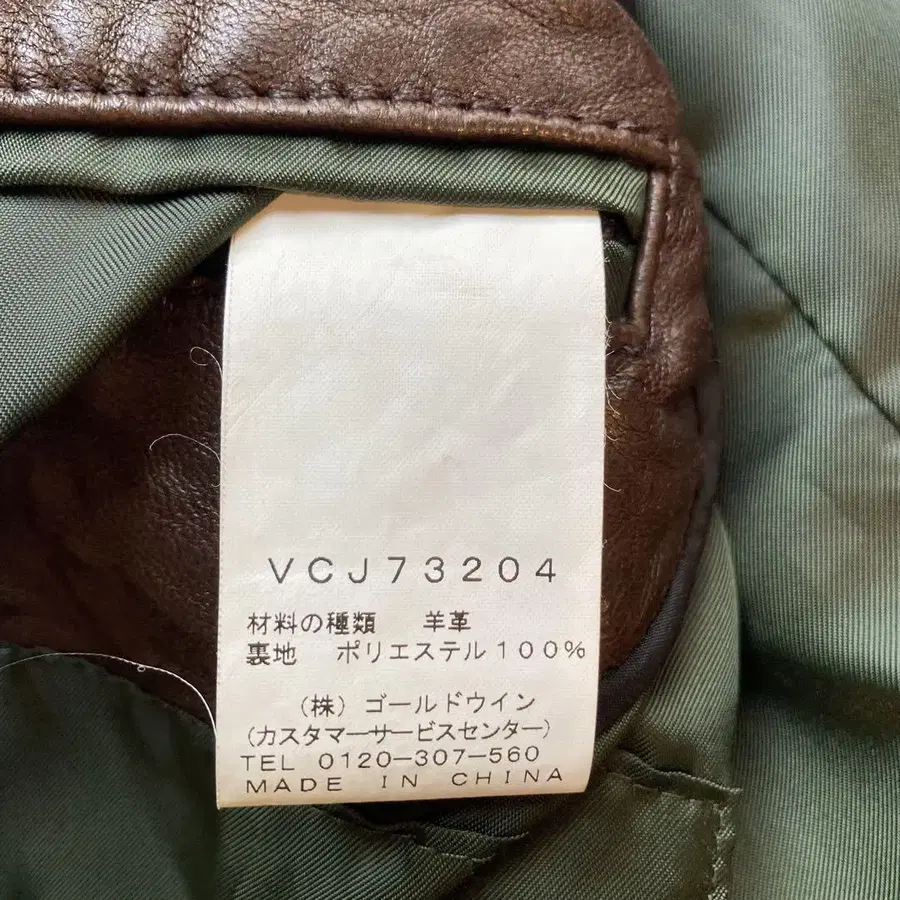 VCJ73204
材料の種類　羊革
裏地　ポリエステル100%
(株) ゴールドウイン
(カスタマーサービスセンター)
TEL 0120-307-560
MADE IN CHINA